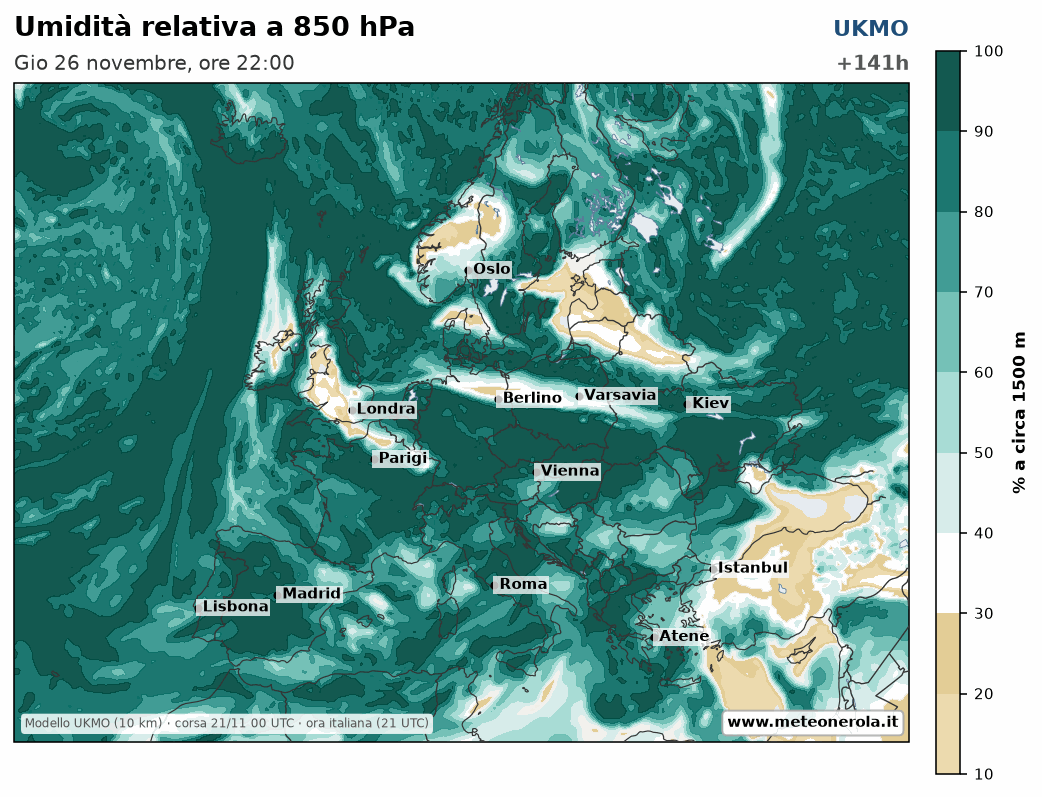 Umidità relativa a 850 hPa
UKMO
Gio 26 novembre, ore 22:00
+141h
100
90
80
70
60
50
40
30
20
10
% a circa 1500 m
Oslo
Londra
Berlino
Varsavia
Kiev
Parigi
Vienna
Istanbul
Roma
Madrid
Lisbona
Atene
Modello UKMO (10 km) · corsa 21/11 00 UTC · ora italiana (21 UTC)
www.meteonerola.it